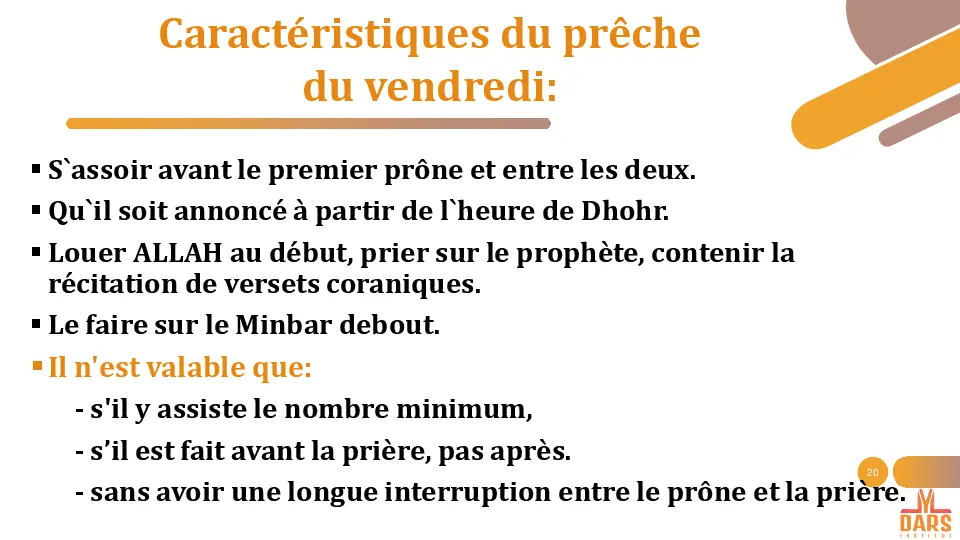 Caractéristiques du prêche
du vendredi:
▪ S`assoir avant le premier prône et entre les deux.
▪ Qu`il soit annoncé à partir de l`heure de Dhohr.
▪ Louer ALLAH au début, prier sur le prophète, contenir la
récitation de versets coraniques.
▪ Le faire sur le Minbar debout.
▪ Il n'est valable que:
- s'il y assiste le nombre minimum,
- s’il est fait avant la prière, pas après.
- sans avoir une longue interruption entre le prône et la prière.
20
DARS
INSTITUT